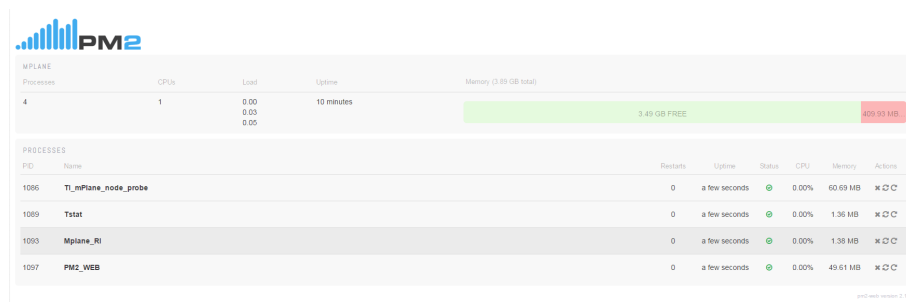 PM2
MPLANE
Processes CPUs Load Uptime Memory (3.89 GB total)
4 1 0.00 10 minutes
0.03
0.05
3.49 GB FREE 409.93 MB
PROCESSES
PID Name Restarts Uptime Status CPU Memory Actions
1086 TI_mPlane_node_probe 0 a few seconds 0.00% 60.69 MB
1089 Tstat 0 a few seconds 0.00% 1.36 MB
1093 Mplane_RI 0 a few seconds 0.00% 1.38 MB
1097 PM2_WEB 0 a few seconds 0.00% 49.61 MB
pm2-web version 2.